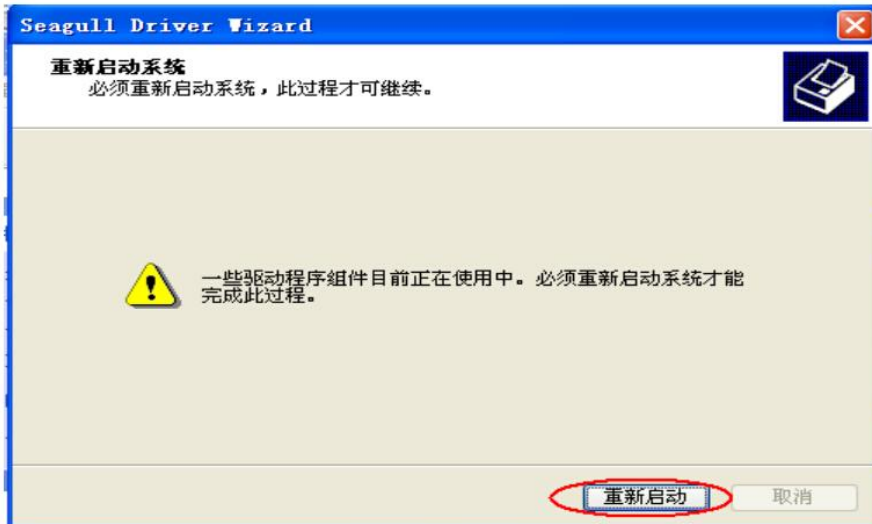 Seagull Driver Wizard
重新启动系统
必须重新启动系统，此过程才可继续。
一些驱动程序组件目前正在使用中。必须重新启动系统才能
完成此过程。
重新启动 取消